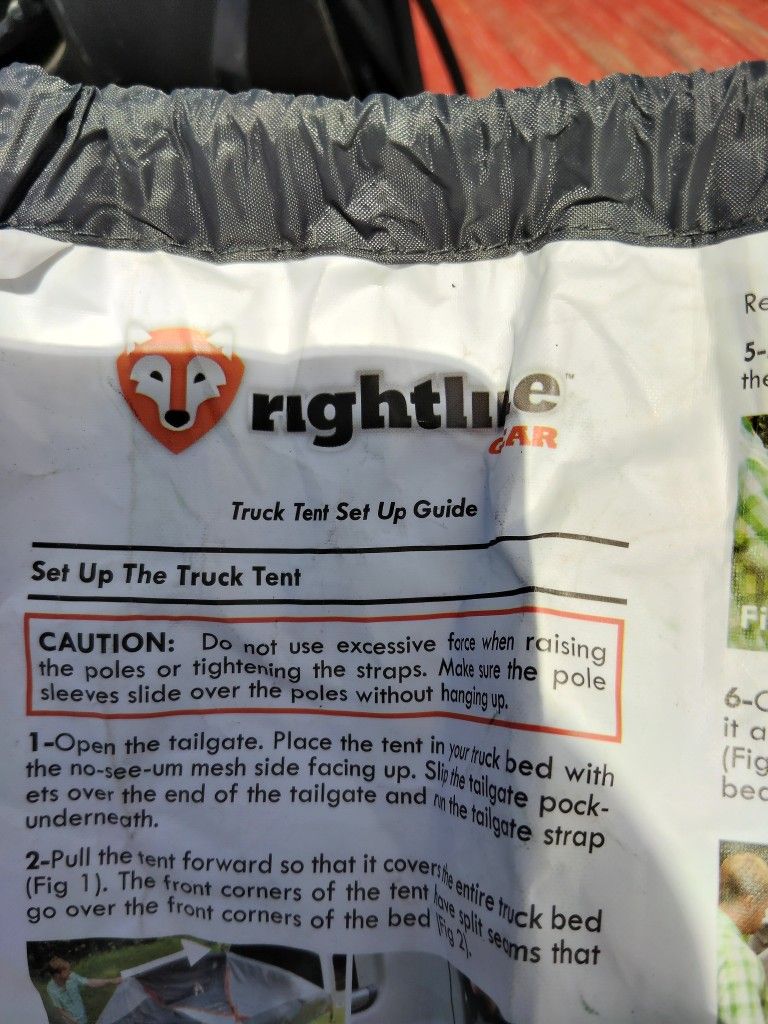 rightline™
GEAR
Truck Tent Set Up Guide
Set Up The Truck Tent
CAUTION: Do not use excessive force when raising
the poles or tightening the straps. Make sure the pole
sleeves slide over the poles without hanging up.
1-Open the tailgate. Place the tent in your truck bed with
the no-see-um mesh side facing up. Slip the tailgate pock-
ets over the end of the tailgate and run the tailgate strap
underneath.
2-Pull the tent forward so that it covers the entire truck bed
(Fig 1). The front corners of the tent have split seams that
go over the front corners of the bed (Fig 2).
Re
5-
the
Fi
6-
it a
(Fig
bed